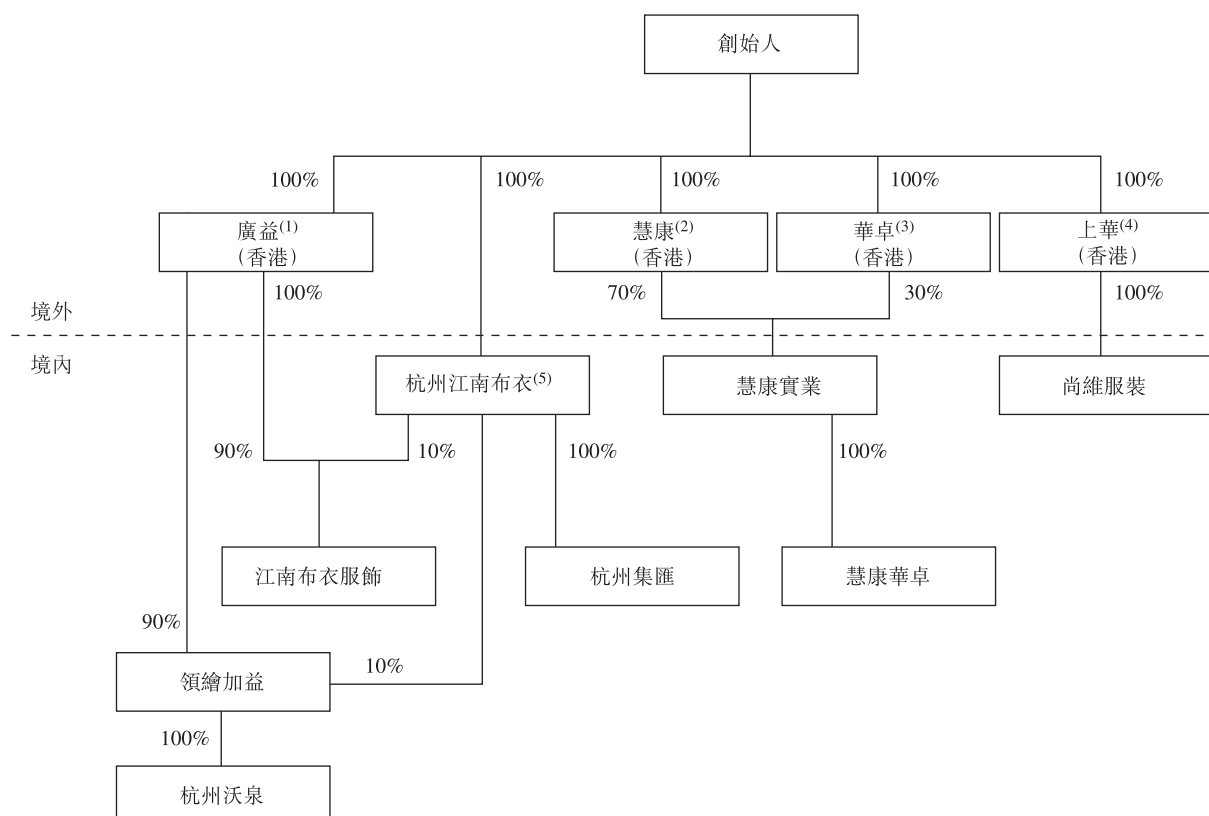 創始人
100%
100%
100%
100%
100%
廣益(1)
(香港)
慧康(2)
(香港)
華卓(3)
(香港)
上華(4)
(香港)
100%
70%
30%
100%
境外
境內
杭州江南布衣(5)
慧康實業
尚維服裝
90%
10%
100%
100%
江南布衣服飾
杭州集匯
慧康華卓
90%
10%
領繪加益
100%
杭州沃泉